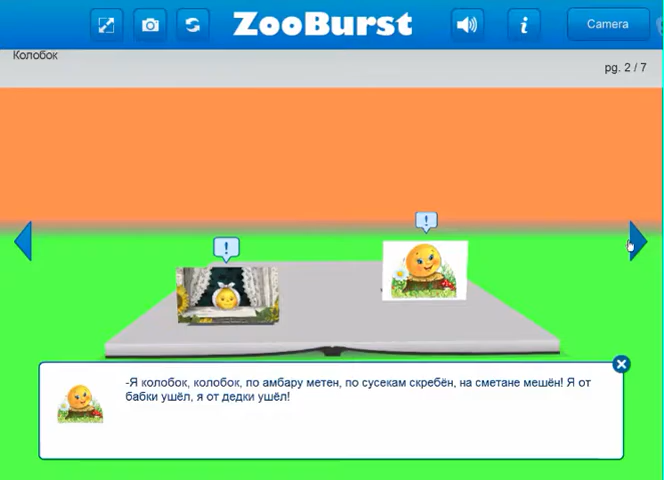 ZooBurst
Camera
Колобок
pg. 2 / 7
-Я колобок, колобок, по амбару метен, по сусекам скребён, на сметане мешён! Я от
бабки ушёл, я от дедки ушёл!